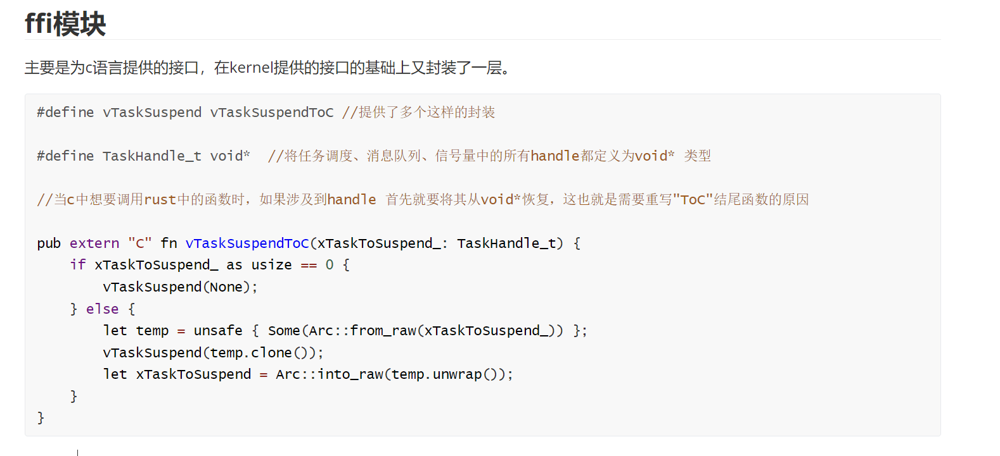 ffi模块
主要是为c语言提供的接口，在kernel提供的接口的基础上又封装了一层。
#define vTaskSuspend vTaskSuspendToC //提供了多个这样的封装
#define TaskHandle_t void*  //将任务调度、消息队列、信号量中的所有handle都定义为void* 类型
//当c中想要调用rust中的函数时，如果涉及到handle 首先就要将其从void*恢复，这也就是需要重写"ToC"结尾函数的原因
pub extern "C" fn vTaskSuspendToC(xTaskToSuspend_: TaskHandle_t) {
    if xTaskToSuspend_ as usize == 0 {
        vTaskSuspend(None);
    } else {
        let temp = unsafe { Some(Arc::from_raw(xTaskToSuspend_)) };
        vTaskSuspend(temp.clone());
        let xTaskToSuspend = Arc::into_raw(temp.unwrap());
    }
}